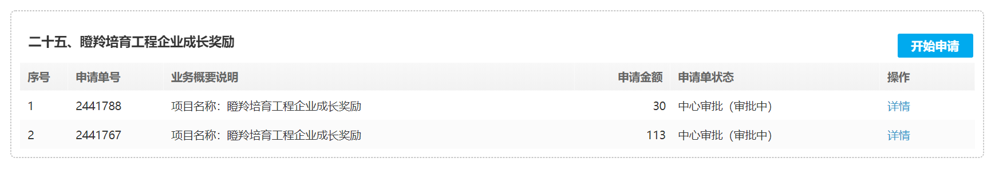 二十五、瞪羚培育工程企业成长奖励
开始申请
序号 申请单号 业务概要说明 申请金额 申请单状态 操作
1 2441788 项目名称：瞪羚培育工程企业成长奖励 30 中心审批（审批中） 详情
2 2441767 项目名称：瞪羚培育工程企业成长奖励 113 中心审批（审批中） 详情